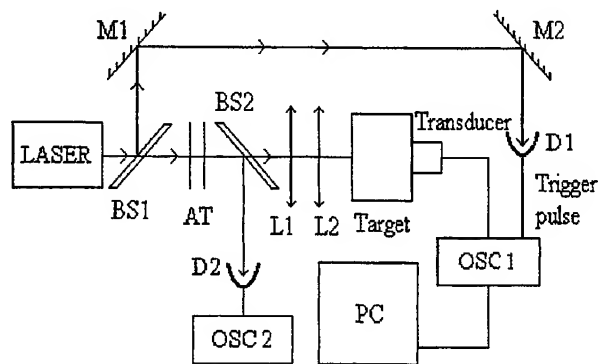 M1
M2
BS2
Transducer
LASER
D1
BS1
AT
L1
L2
Target
Trigger
pulse
D2
OSC 1
PC
OSC 2